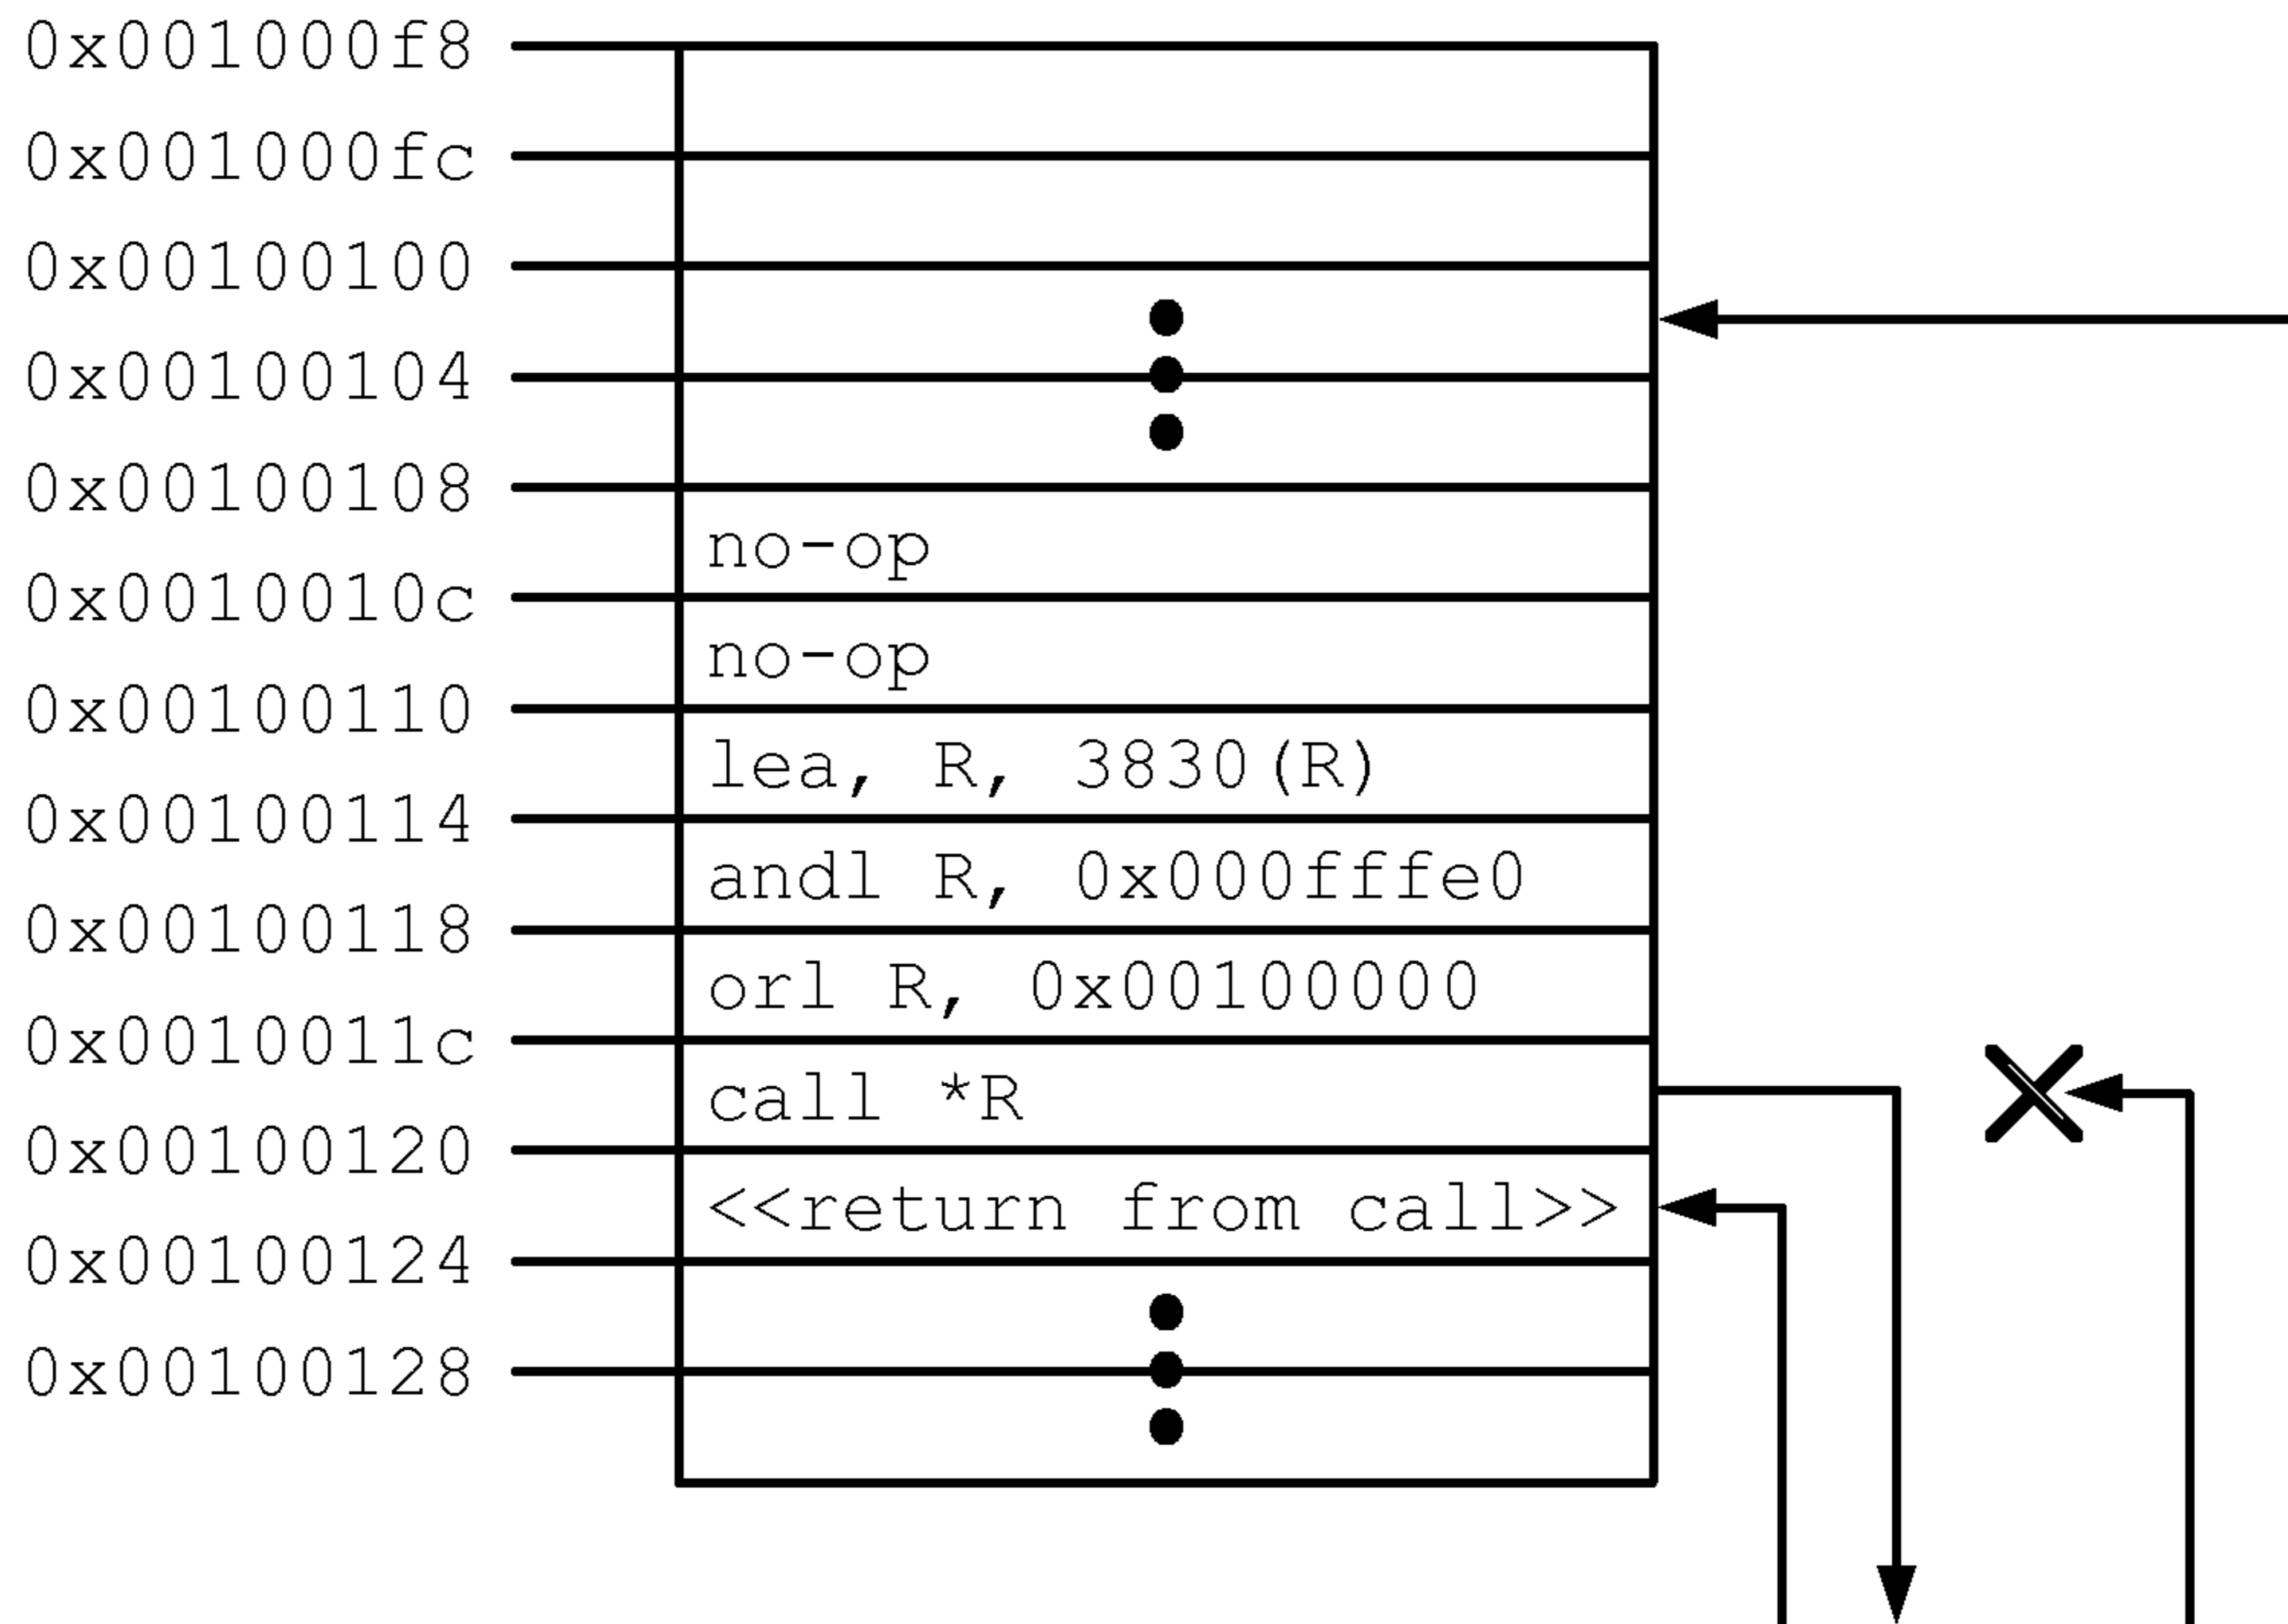 0x001000f8
0x001000fc
0x00100100
0x00100104
0x00100108
no-op
0x0010010c
no-op
0x00100110
lea, R, 3830(R)
0x00100114
andl R, 0x000fffe0
0x00100118
orl R, 0x00100000
0x0010011c
call *R
0x00100120
<<return from call>>
0x00100124
0x00100128